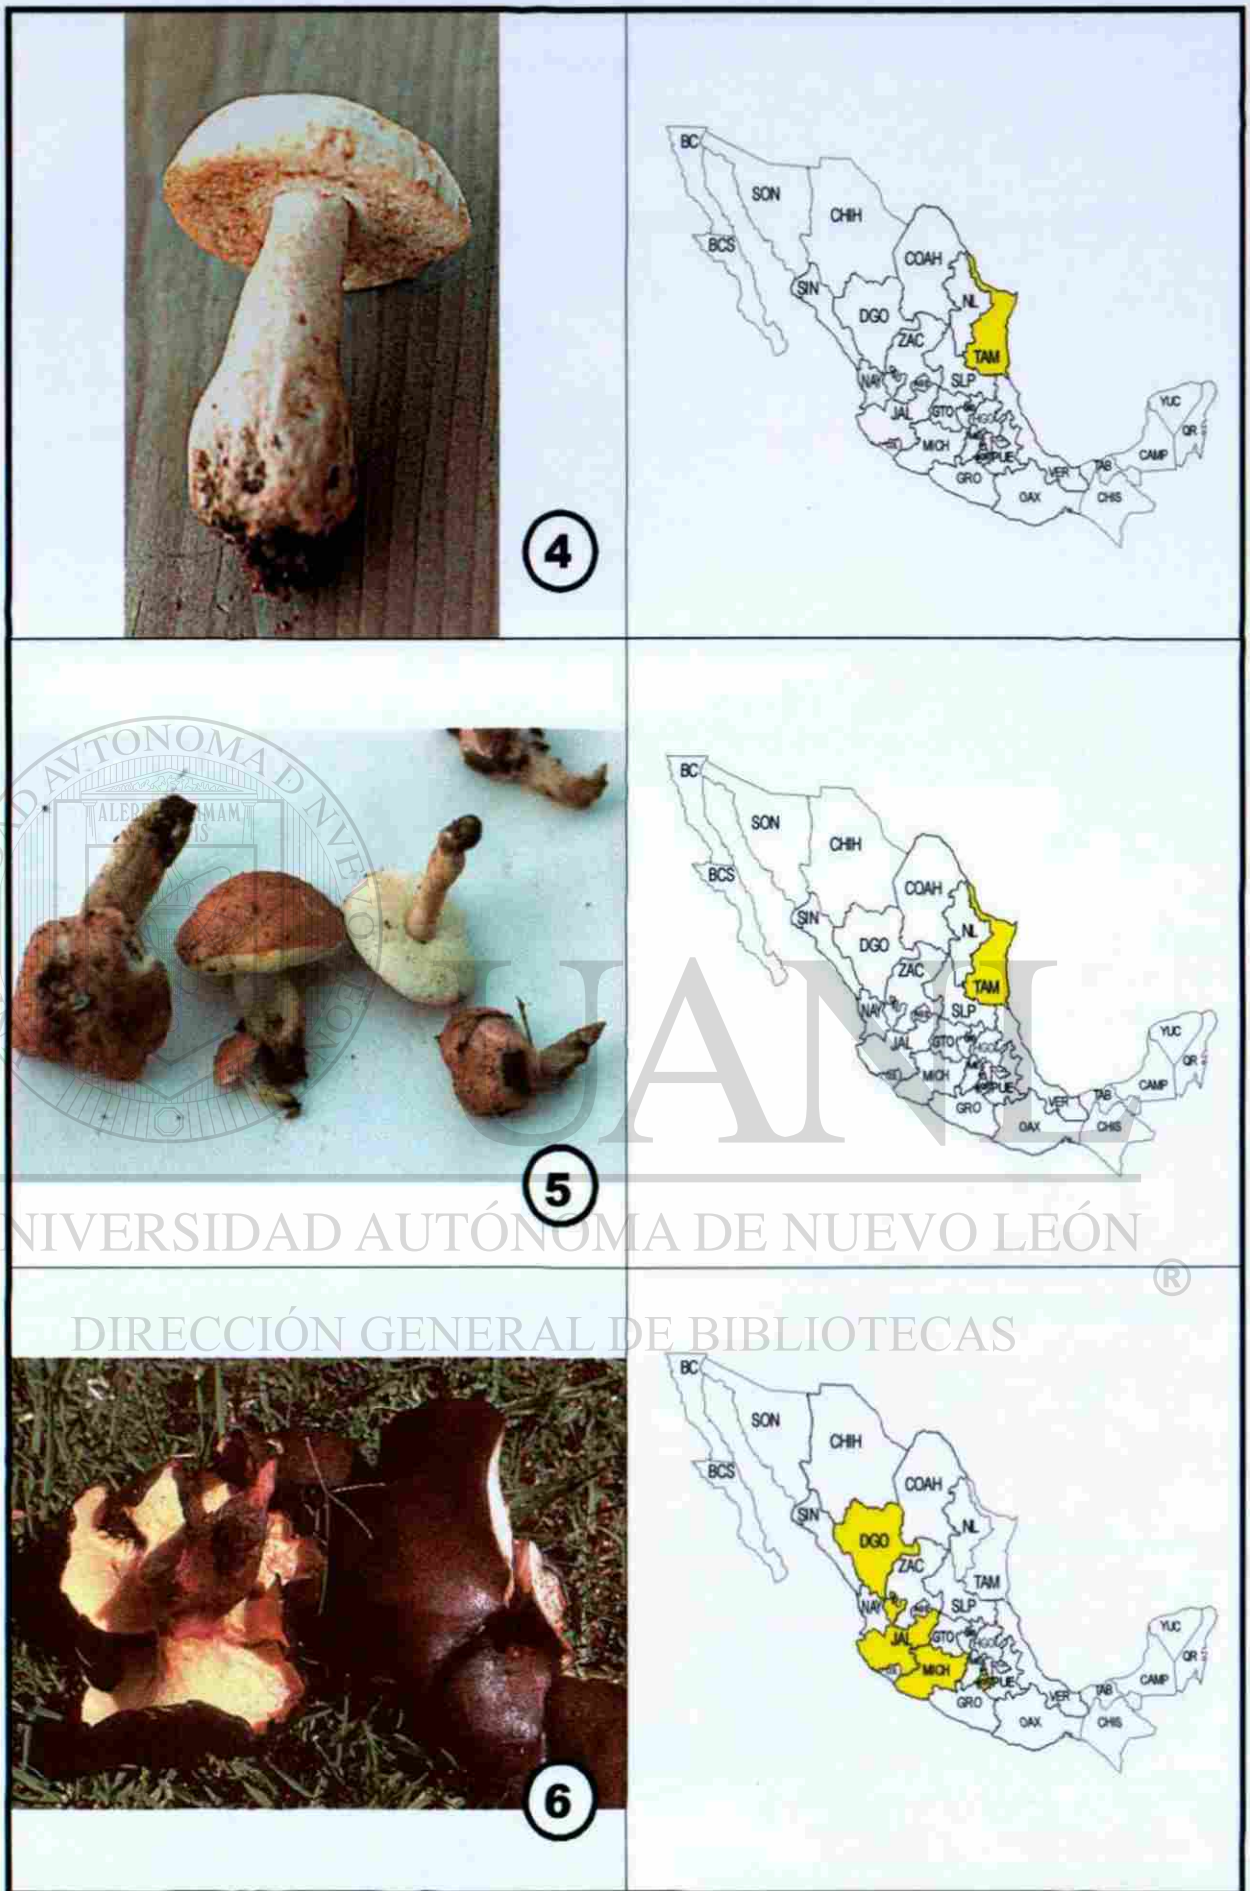 BC
SON
CHIH
BCS
COAH
SIN
NL
DGO
ZAC
TAM
NAY
SLP
JAL
GTO
HGO
MICH
PUE
GRO
VER
OAX
TAB
CHIS
CAMP
YUC
QR
4
BC
SON
CHIH
BCS
COAH
SIN
NL
DGO
ZAC
TAM
NAY
SLP
JAL
GTO
HGO
MICH
PUE
GRO
VER
OAX
TAB
CHIS
CAMP
YUC
QR
5
UANL
UNIVERSIDAD AUTÓNOMA DE NUEVO LEÓN
®
DIRECCIÓN GENERAL DE BIBLIOTECAS
BC
SON
CHIH
BCS
COAH
SIN
NL
DGO
ZAC
TAM
NAY
SLP
JAL
GTO
HGO
MICH
PUE
GRO
VER
OAX
TAB
CHIS
CAMP
YUC
QR
6